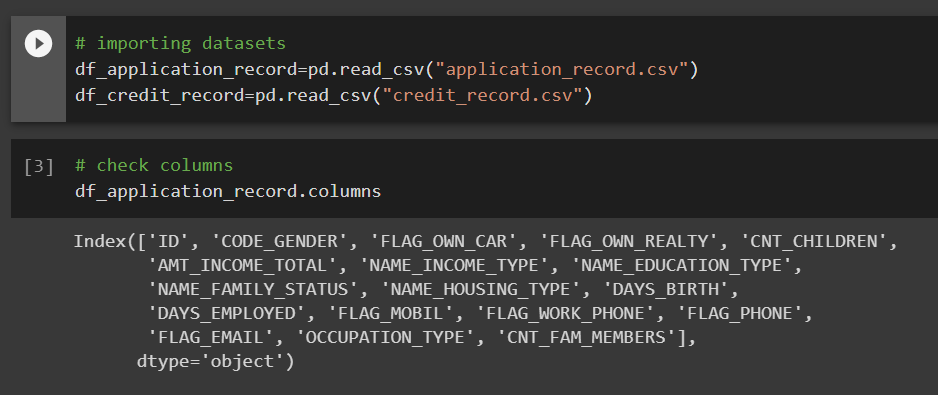 # importing datasets
df_application_record=pd.read_csv("application_record.csv")
df_credit_record=pd.read_csv("credit_record.csv")
[3] # check columns
df_application_record.columns
Index(['ID', 'CODE_GENDER', 'FLAG_OWN_CAR', 'FLAG_OWN_REALTY', 'CNT_CHILDREN',
       'AMT_INCOME_TOTAL', 'NAME_INCOME_TYPE', 'NAME_EDUCATION_TYPE',
       'NAME_FAMILY_STATUS', 'NAME_HOUSING_TYPE', 'DAYS_BIRTH',
       'DAYS_EMPLOYED', 'FLAG_MOBIL', 'FLAG_WORK_PHONE', 'FLAG_PHONE',
       'FLAG_EMAIL', 'OCCUPATION_TYPE', 'CNT_FAM_MEMBERS'],
      dtype='object')